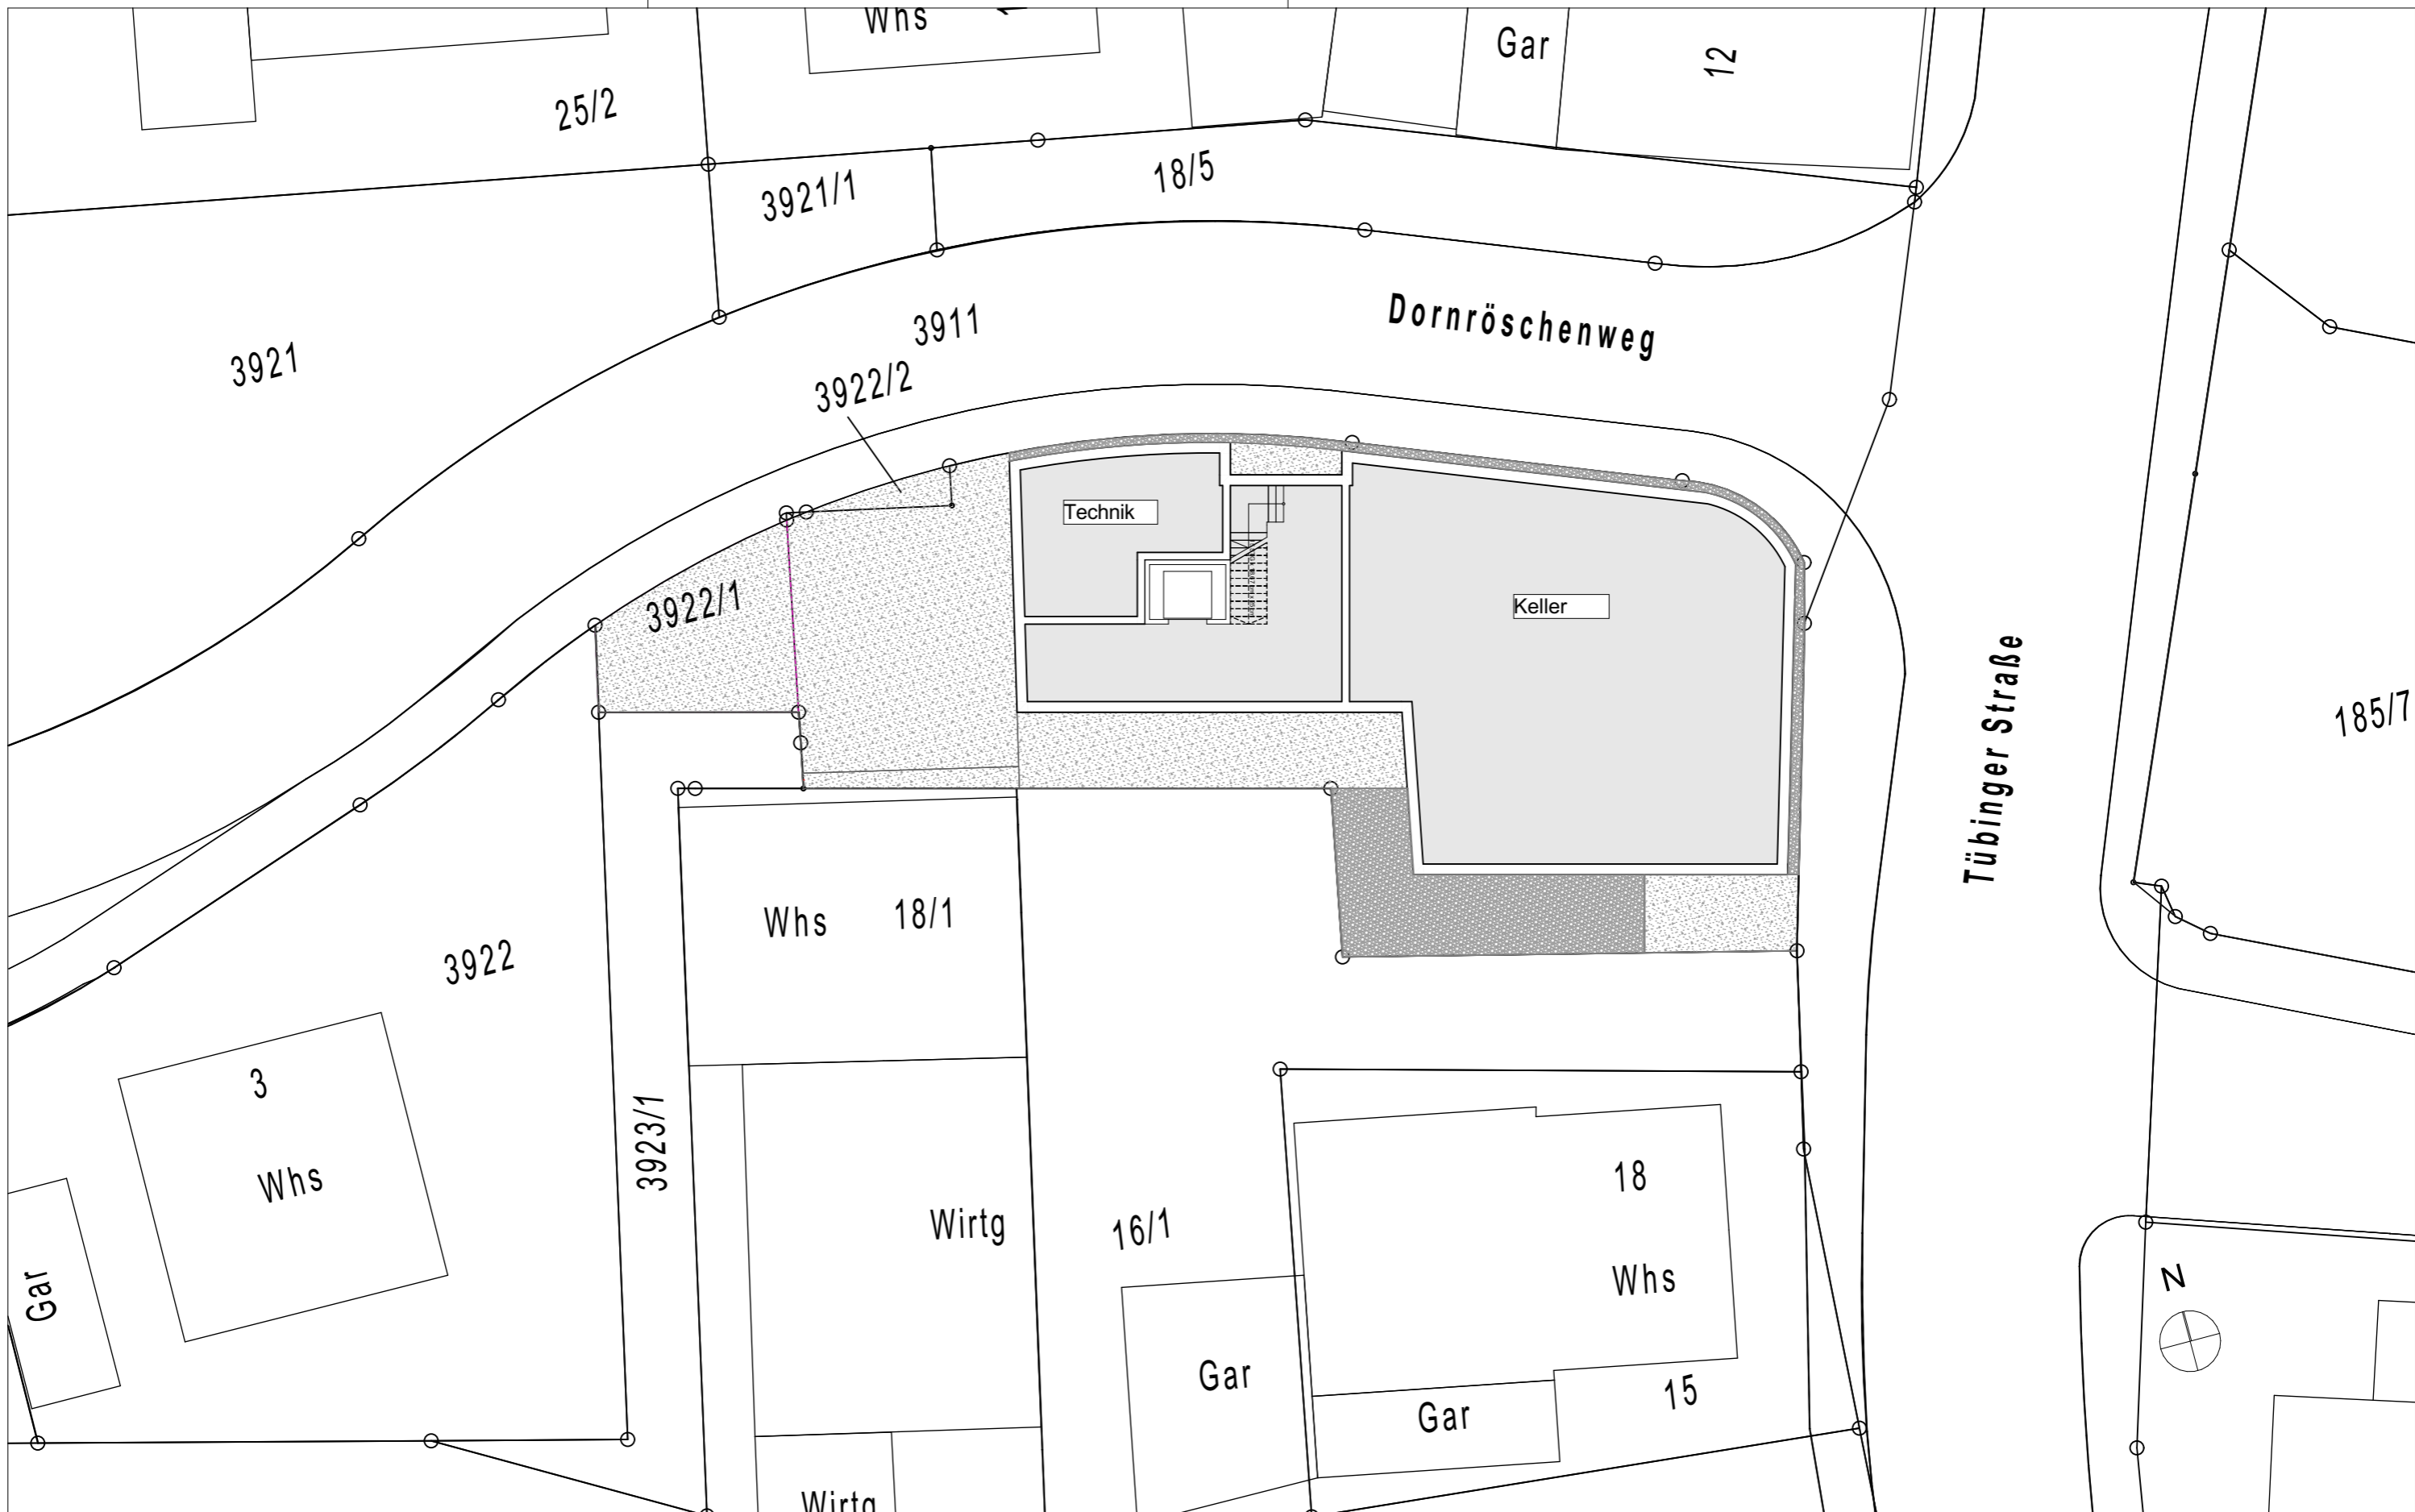 Whs
Gar
12
25/2
18/5
3921/1
3911
Dornröschenweg
3921
3922/2
Technik
3922/1
Keller
Tübinger Straße
185/7
Whs
18/1
3922
3
3923/1
Whs
18
Wirtg
16/1
Whs
N
Gar
Gar
15
Gar
Wirtg